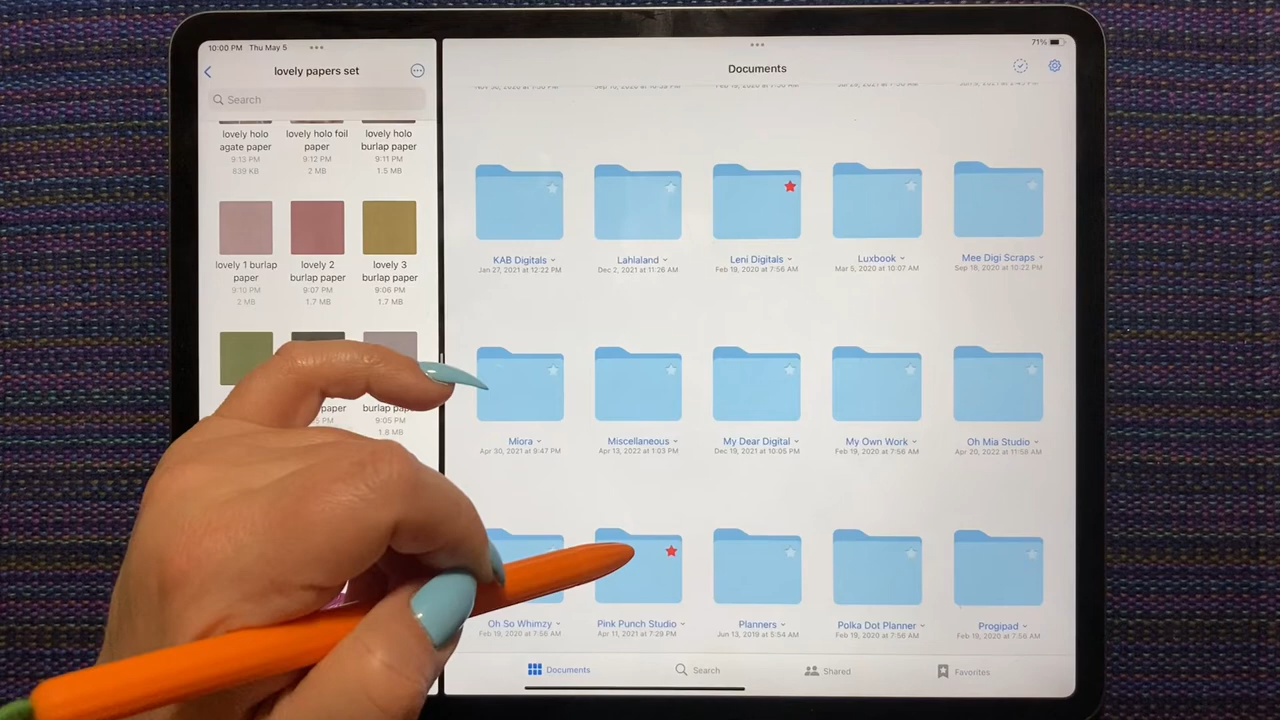 10:00 PM Thu May 5
lovely papers set
Search
lovely holo agate paper
9:13 PM
839 KB
lovely holo foil paper
9:12 PM
2 MB
lovely holo burlap paper
9:11 PM
1.5 MB
lovely 1 burlap paper
9:10 PM
2 MB
lovely 2 burlap paper
9:07 PM
1.7 MB
lovely 3 burlap paper
9:06 PM
1.7 MB
paper
PM
burlap
9:05 PM
1.8 MB
71%
Documents
KAB Digitals
Jan 27, 2021 at 12:22 PM
Lahlaland
Dec 2, 2021 at 11:26 AM
Leni Digitals
Feb 19, 2020 at 7:56 AM
Luxbook
Mar 5, 2020 at 10:07 AM
Mee Digi Scraps
Sep 18, 2020 at 10:22 PM
Miora
Apr 30, 2021 at 9:47 PM
Miscellaneous
Apr 13, 2022 at 1:03 PM
My Dear Digital
Dec 19, 2021 at 10:05 PM
My Own Work
Feb 19, 2020 at 7:56 AM
Oh Mia Studio
Apr 20, 2022 at 11:58 AM
Oh So Whimzy
Feb 19, 2020 at 7:56 AM
Pink Punch Studio
Apr 11, 2021 at 7:29 PM
Planners
Jun 13, 2019 at 5:54 AM
Polka Dot Planner
Feb 19, 2020 at 7:56 AM
Progipad
Feb 19, 2020 at 7:56 AM
Documents
Search
Shared
Favorites